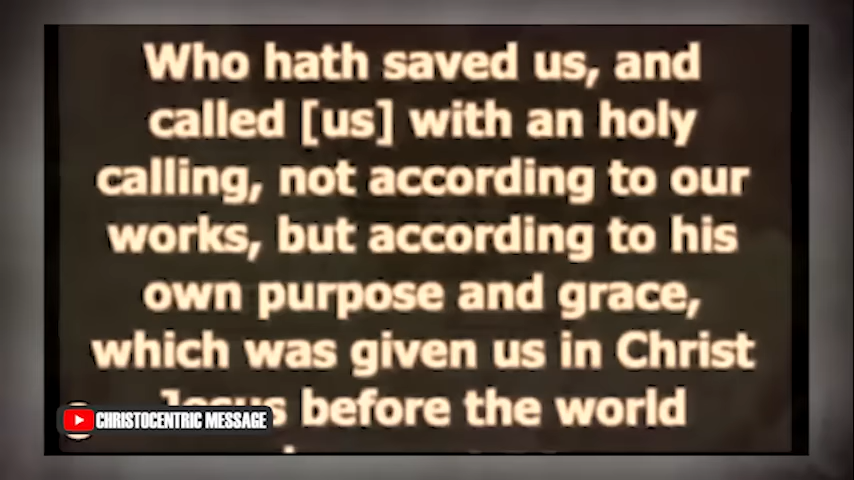 Who hath saved us, and
called [us] with an holy
calling, not according to our
works, but according to his
own purpose and grace,
which was given us in Christ
Jesus before the world
CHRISTOCENTRIC MESSAGE